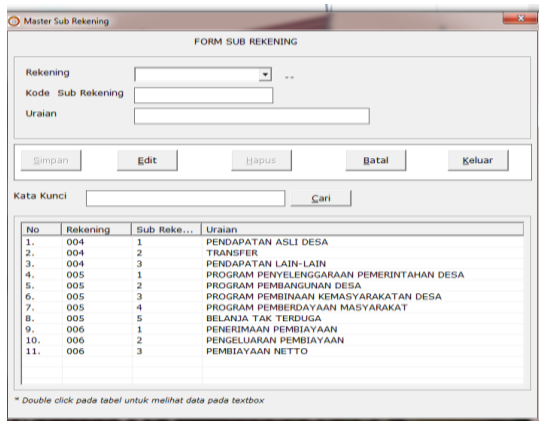 Master Sub Rekening
FORM SUB REKENING
Rekening
--
Kode Sub Rekening
Uraian
Simpan Edit Hapus Batal Keluar
Kata Kunci Cari
No Rekening Sub Reke... Uraian
1. 004 1 PENDAPATAN ASLI DESA
2. 004 2 TRANSFER
3. 004 3 PENDAPATAN LAIN-LAIN
4. 005 1 PROGRAM PENYELENGGARAAN PEMERINTAHAN DESA
5. 005 2 PROGRAM PEMBANGUNAN DESA
6. 005 3 PROGRAM PEMBINAAN KEMASYARAKATAN DESA
7. 005 4 PROGRAM PEMBERDAYAAN MASYARAKAT
8. 005 5 BELANJA TAK TERDUGA
9. 006 1 PENERIMAAN PEMBIAYAAN
10. 006 2 PENGELUARAN PEMBIAYAAN
11. 006 3 PEMBIAYAAN NETTO
* Double click pada tabel untuk melihat data pada textbox